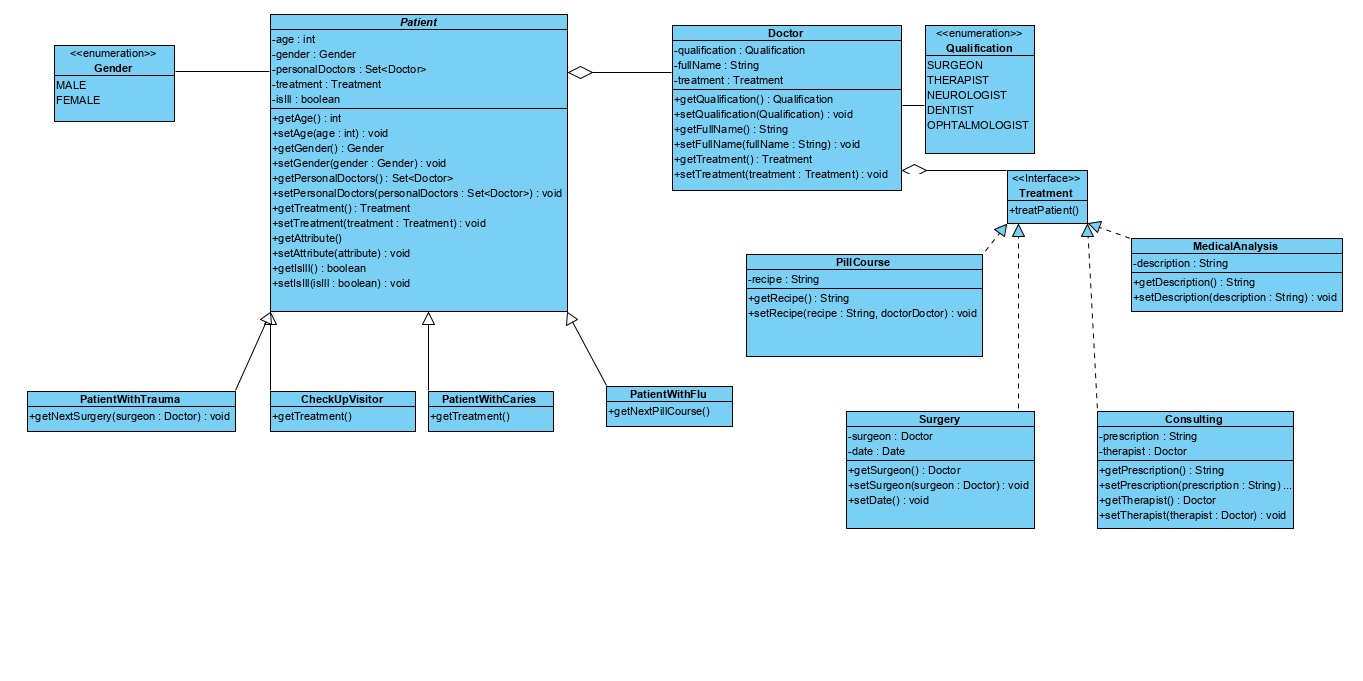 <<enumeration>>
Gender
MALE
FEMALE
Patient
-age : int
-gender : Gender
-personalDoctors : Set<Doctor>
-treatment : Treatment
-isIll : boolean
+getAge() : int
+setAge(age : int) : void
+getGender() : Gender
+setGender(gender : Gender) : void
+getPersonalDoctors() : Set<Doctor>
+setPersonalDoctors(personalDoctors : Set<Doctor>) : void
+getTreatment() : Treatment
+setTreatment(treatment : Treatment) : void
+getAttribute()
+setAttribute(attribute) : void
+getIsIll() : boolean
+setIsIll(isIll : boolean) : void
Doctor
-qualification : Qualification
-fullName : String
-treatment : Treatment
+getQualification() : Qualification
+setQualification(Qualification) : void
+getFullName() : String
+setFullName(fullName : String) : void
+getTreatment() : Treatment
+setTreatment(treatment : Treatment) : void
<<enumeration>>
Qualification
SURGEON
THERAPIST
NEUROLOGIST
DENTIST
OPHTALMOLOGIST
<<Interface>>
Treatment
+treatPatient()
PillCourse
-recipe : String
+getRecipe() : String
+setRecipe(recipe : String, doctorDoctor) : void
MedicalAnalysis
-description : String
+getDescription() : String
+setDescription(description : String) : void
PatientWithTrauma
+getNextSurgery(surgeon : Doctor) : void
CheckUpVisitor
+getTreatment()
PatientWithCaries
+getTreatment()
PatientWithFlu
+getNextPillCourse()
Surgery
-surgeon : Doctor
-date : Date
+getSurgeon() : Doctor
+setSurgeon(surgeon : Doctor) : void
+setDate() : void
Consulting
-prescription : String
-therapist : Doctor
+getPrescription() : String
+setPrescription(prescription : String) ...
+getTherapist() : Doctor
+setTherapist(therapist : Doctor) : void